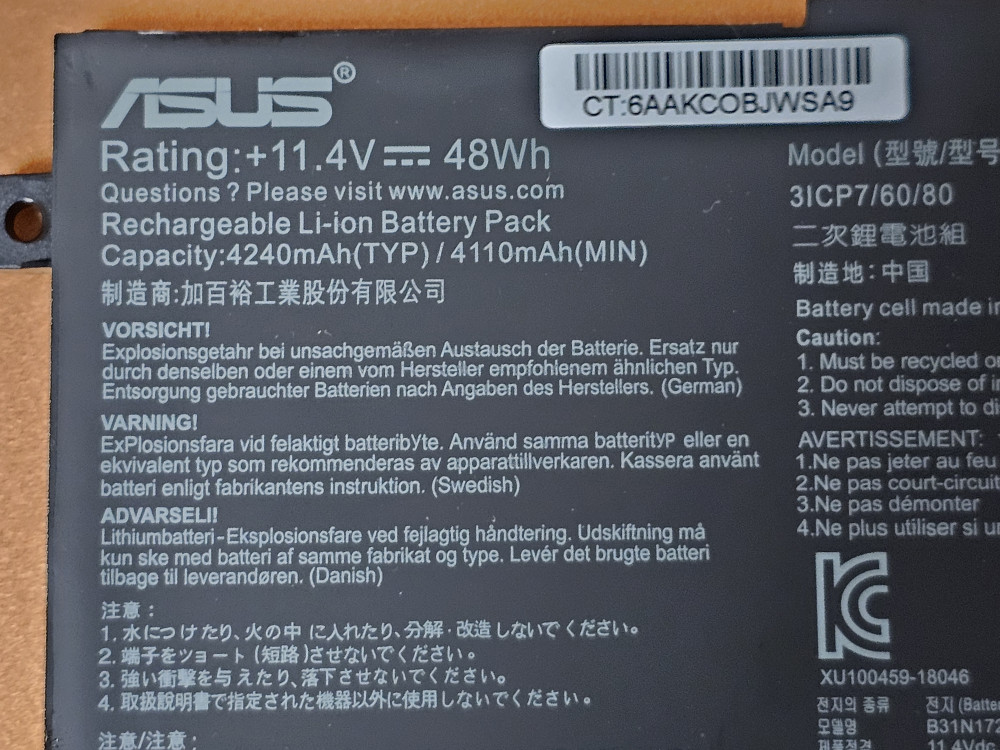 ASUS®
CT:6AAKCOBJWSA9
Rating:+11.4V⎓ 48Wh
Questions ? Please visit www.asus.com
Rechargeable Li-ion Battery Pack
Capacity:4240mAh(TYP) / 4110mAh(MIN)
制造商:加百裕工業股份有限公司
VORSICHT!
Explosionsgetahr bei unsachgemäßen Austausch der Batterie. Ersatz nur
durch denselben oder einem vom Hersteller empfohlenem ähnlichen Typ.
Entsorgung gebrauchter Batterien nach Angaben des Herstellers. (German)
VARNING!
ExPlosionsfara vid felaktigt batteribyte. Använd samma batterityP eller en
ekvivalent typ som rekommenderas av apparattillverkaren. Kassera använt
batteri enligt fabrikantens instruktion. (Swedish)
ADVARSELI!
Lithiumbatteri-Eksplosionsfare ved fejlagtig håndtering. Udskiftning må
kun ske med batteri af samme fabrikat og type. Levér det brugte batteri
tilbage til leverandøren. (Danish)
注意：
1. 水につけたり、火の中に入れたり、分解・改造しないでください。
2. 端子をツョート（短路）させないでください。
3. 強い衝撃を与えたり、落下させないでください。
4. 取扱説明書で指定された機器以外に使用しないでください。
注意/注意：
Model (型號/型号
3ICP7/60/80
二次鋰電池組
制造地：中国
Battery cell made in
Caution:
1. Must be recycled o
2. Do not dispose of i
3. Never attempt to di
AVERTISSEMENT:
1.Ne pas jeter au feu
2.Ne pas court-circuit
3.Ne pas démonter
4.Ne plus utiliser si u
KC
XU100459-18046
전지의 종류 전지 (Batte
모델명 B31N172
제품정격 11.4Vd